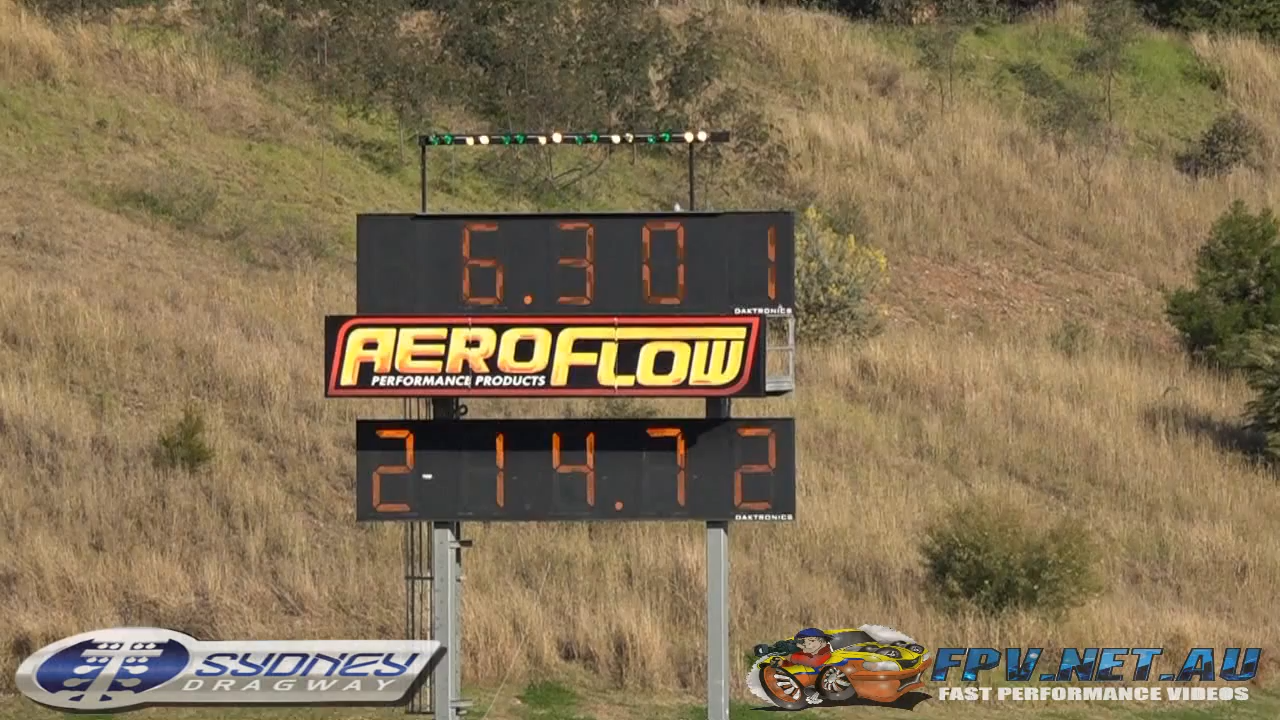 6.301
DAKTRONICS
AEROFLOW
PERFORMANCE PRODUCTS
214.72
DAKTRONICS
SYDNEY
DRAGWAY
FPV.NET.AU
FAST PERFORMANCE VIDEOS